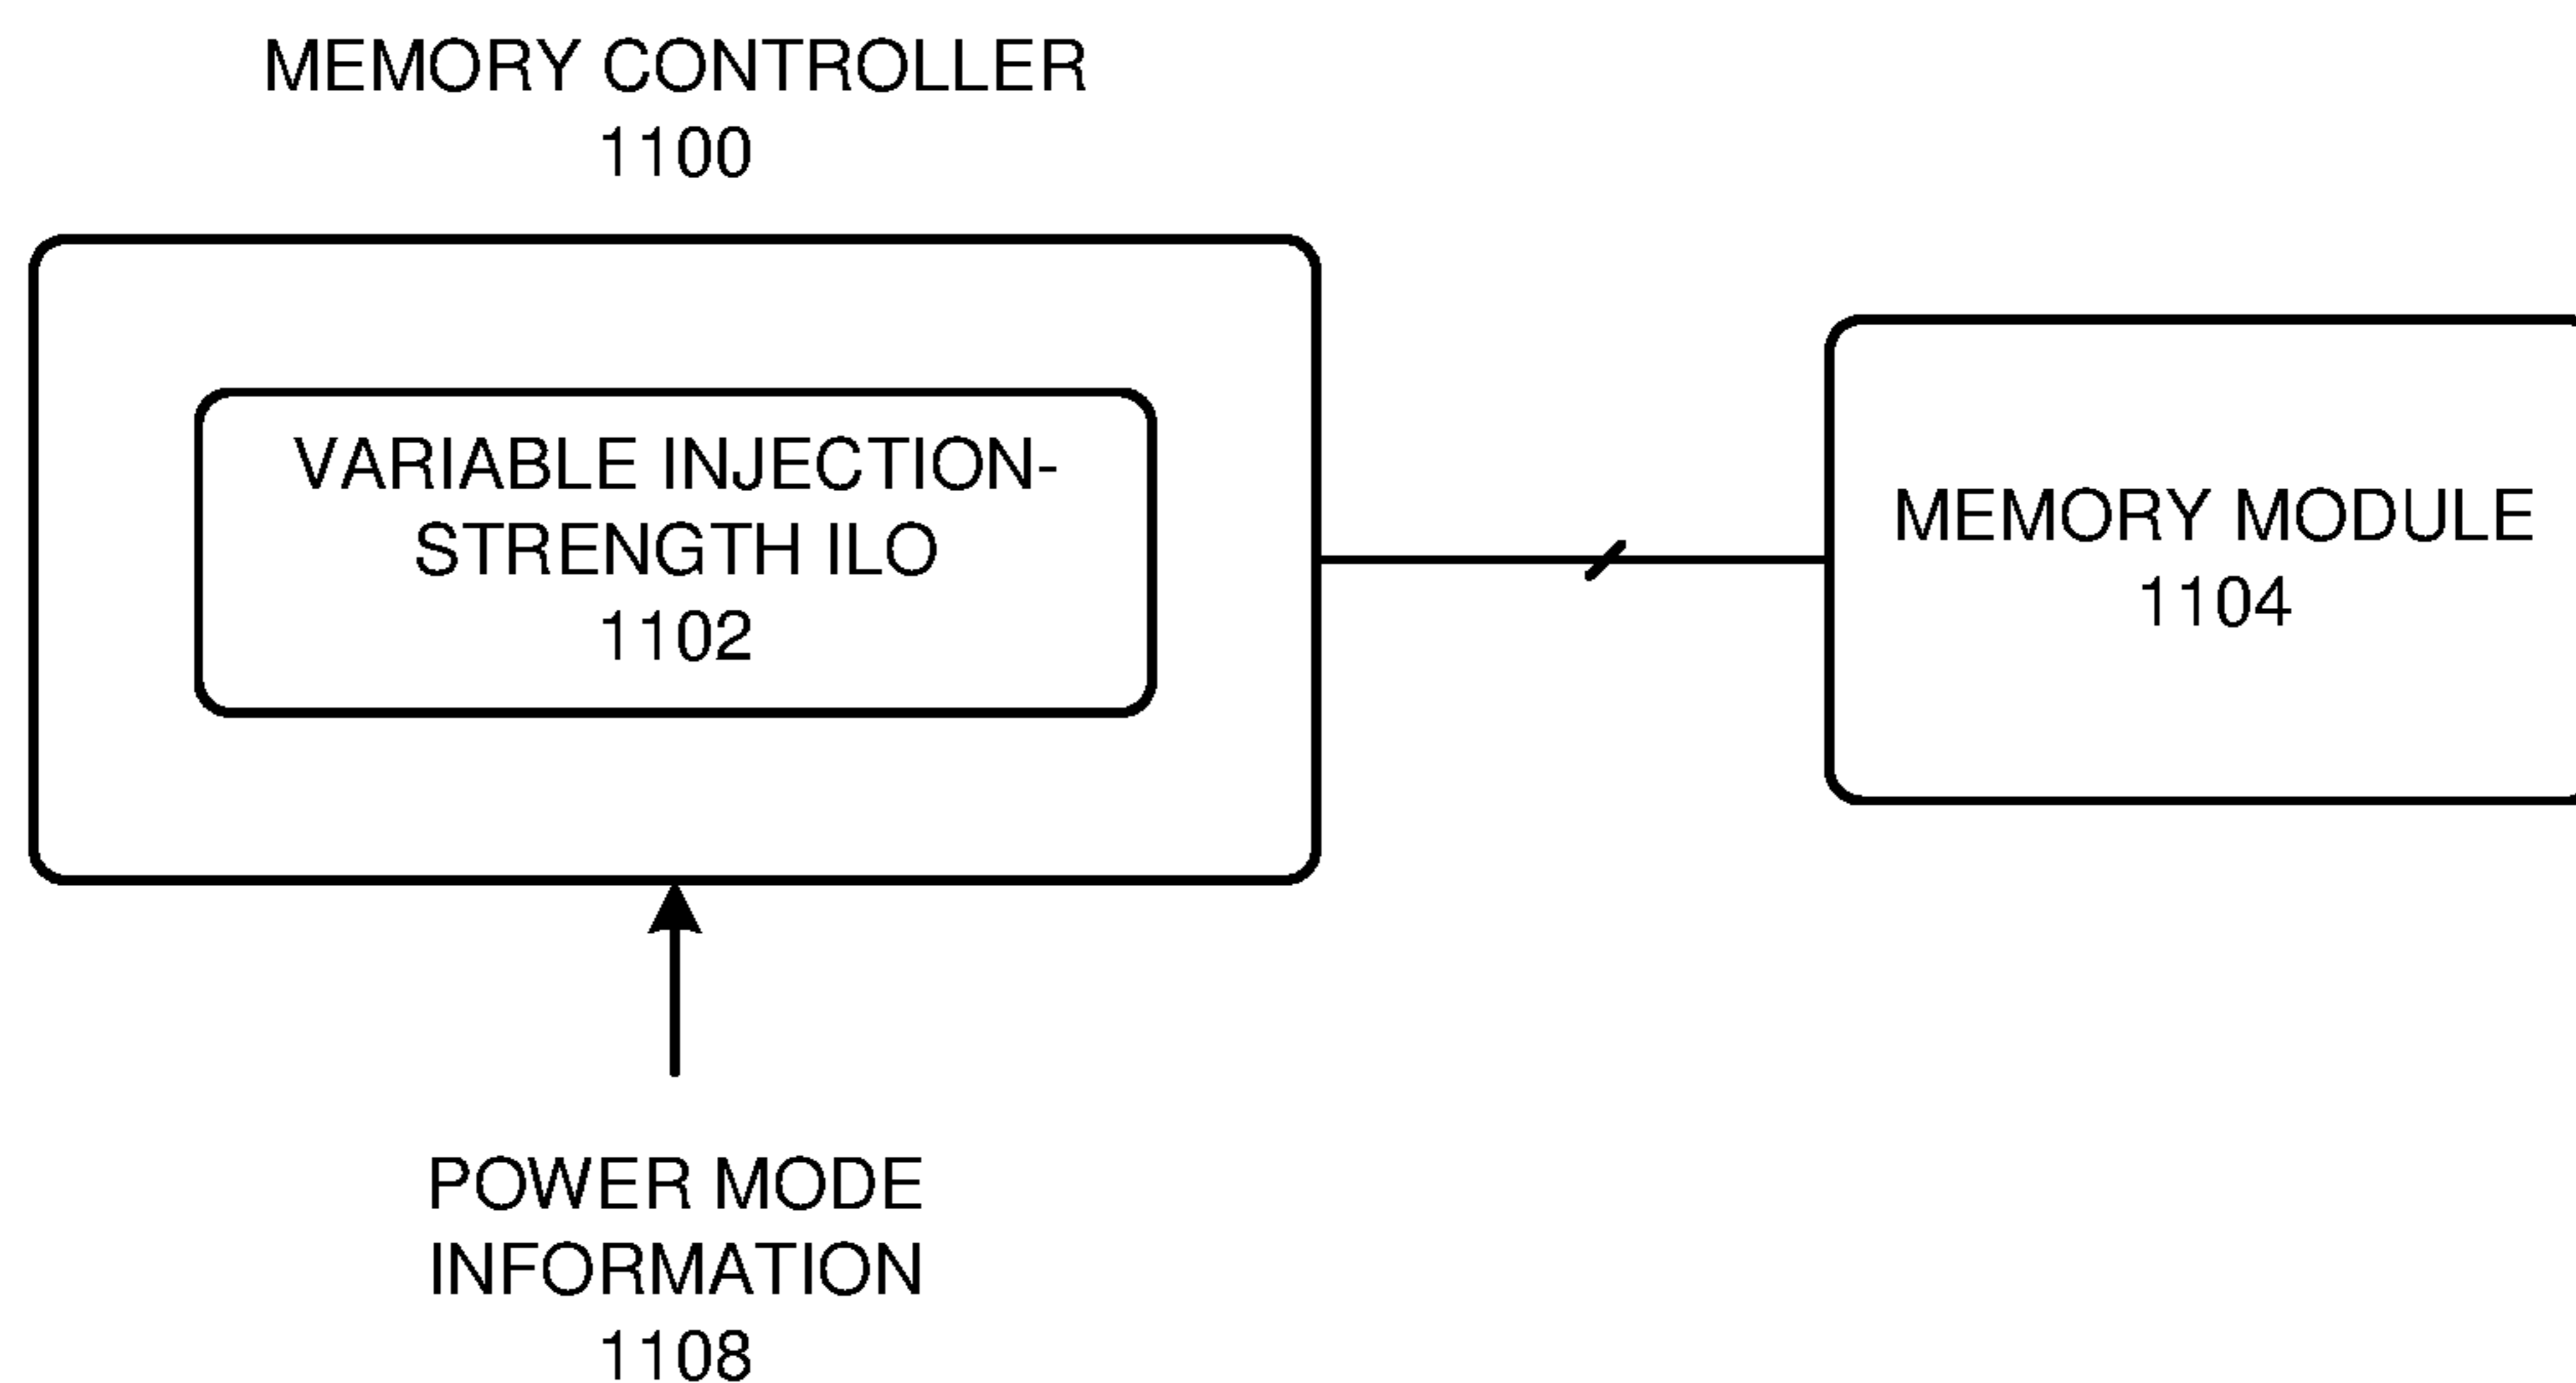 MEMORY CONTROLLER
1100
VARIABLE INJECTION-
STRENGTH ILO
1102
MEMORY MODULE
1104
POWER MODE
INFORMATION
1108